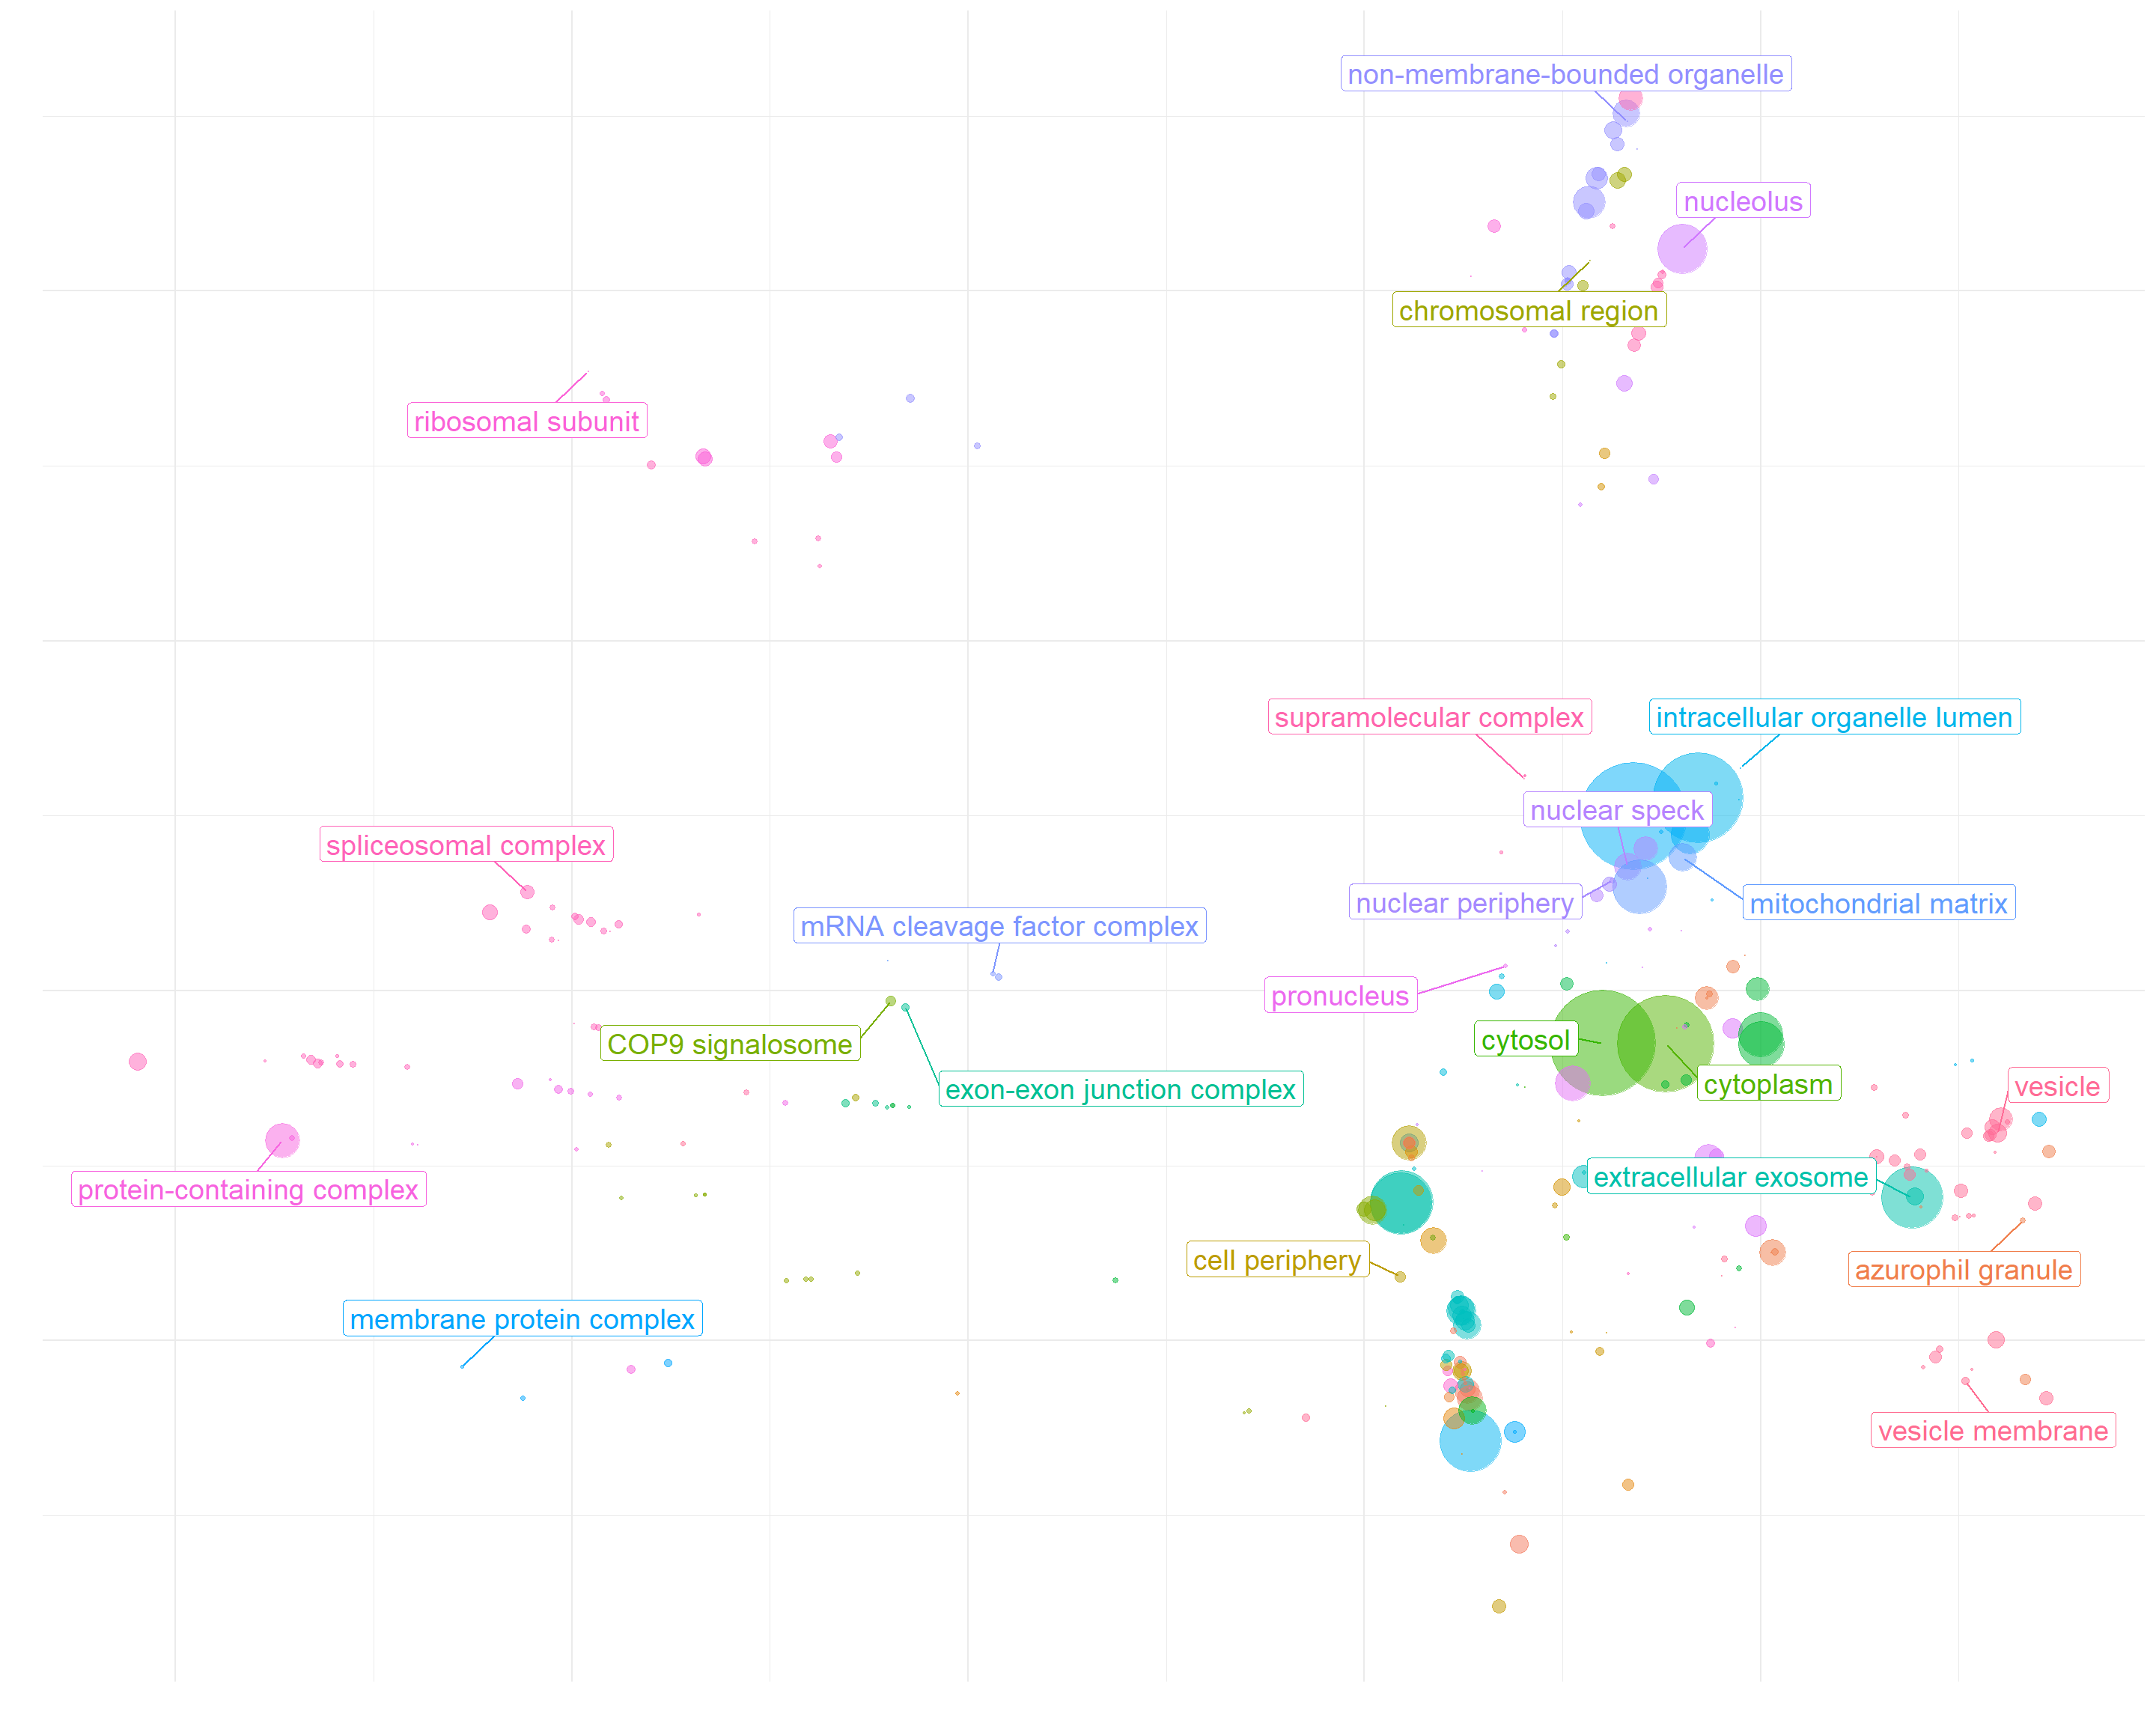 non-membrane-bounded organelle
nucleolus
chromosomal region
ribosomal subunit
supramolecular complex
intracellular organelle lumen
nuclear speck
spliceosomal complex
nuclear periphery
mitochondrial matrix
mRNA cleavage factor complex
pronucleus
COP9 signalosome
cytosol
exon-exon junction complex
cytoplasm
vesicle
protein-containing complex
extracellular exosome
cell periphery
azurophil granule
membrane protein complex
vesicle membrane